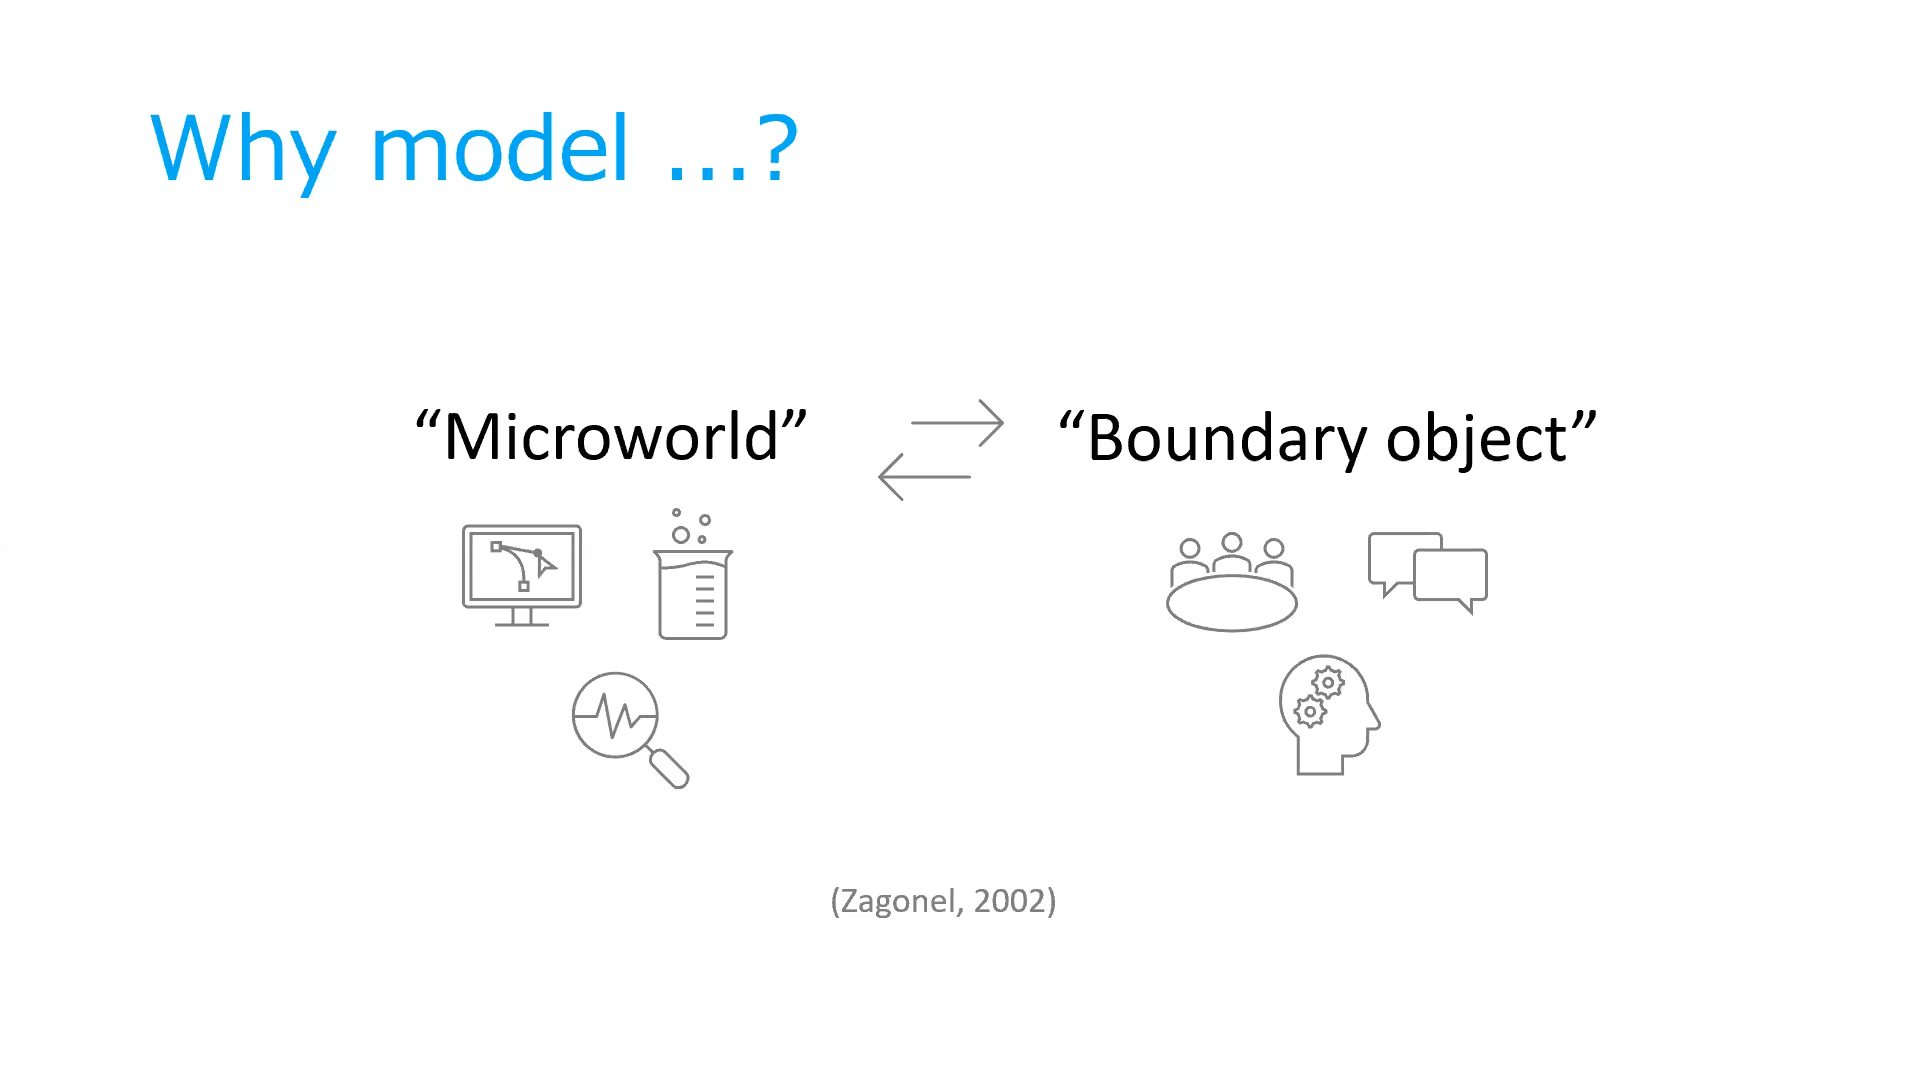 Why model ...?
“Microworld”
“Boundary object”
(Zagonel, 2002)